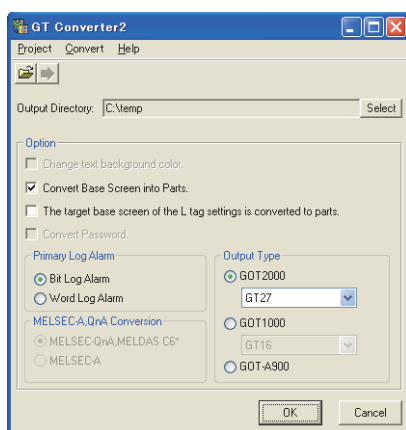 GT Converter2
Project Convert Help
Output Directory: C:\temp Select
Option
Change text background color.
Convert Base Screen into Parts.
The target base screen of the L tag settings is converted to parts.
Convert Password.
Primary Log Alarm
Bit Log Alarm
Word Log Alarm
MELSEC-A,QnA Conversion
MELSEC-QnA,MELDAS C6*
MELSEC-A
Output Type
GOT2000
GT27
GOT1000
GT16
GOT-A900
OK Cancel